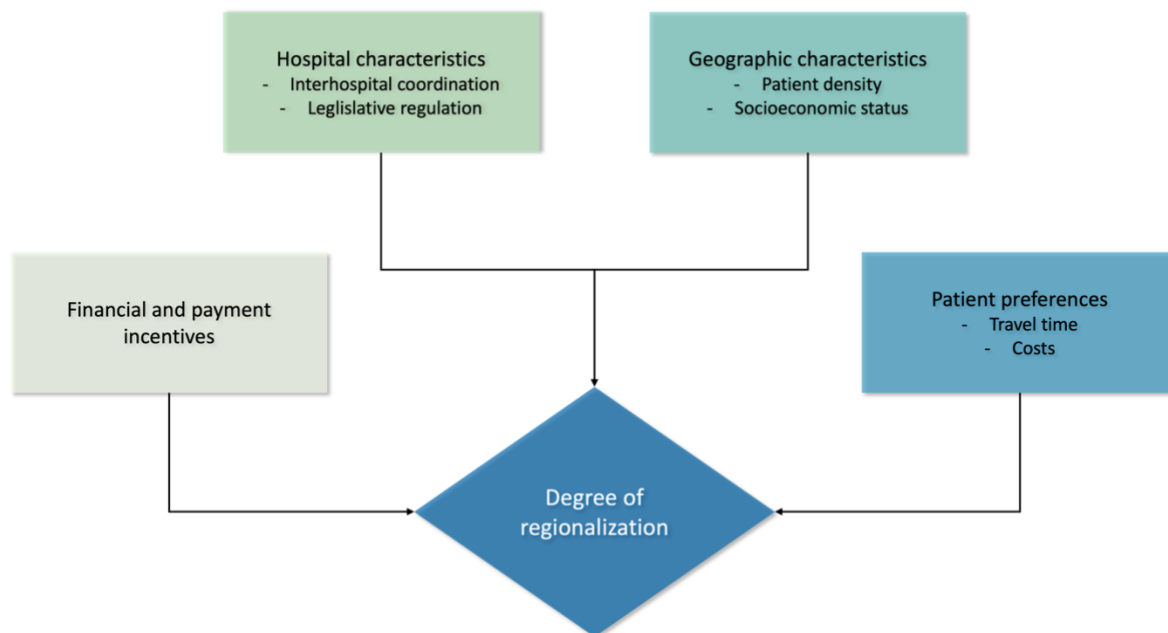 Hospital characteristics
- Interhospital coordination
- Leglislative regulation
Geographic characteristics
- Patient density
- Socioeconomic status
Financial and payment
incentives
Patient preferences
- Travel time
- Costs
Degree of
regionalization